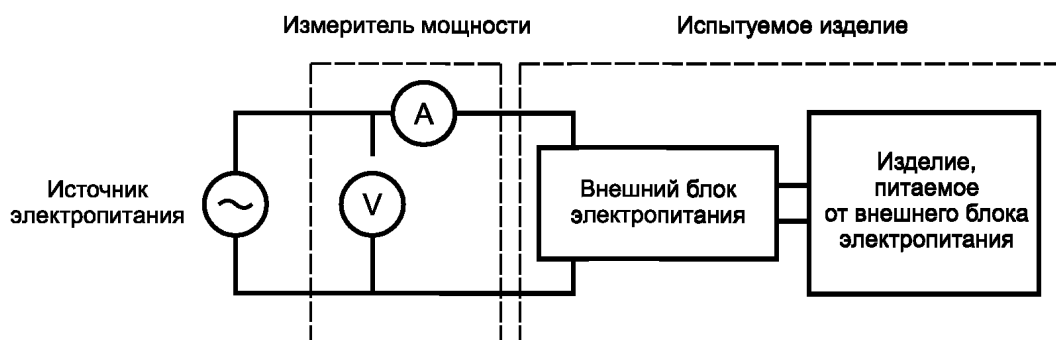 Измеритель мощности
Испытуемое изделие
A
V
Источник
электропитания
Внешний блок
электропитания
Изделие,
питаемое
от внешнего блока
электропитания